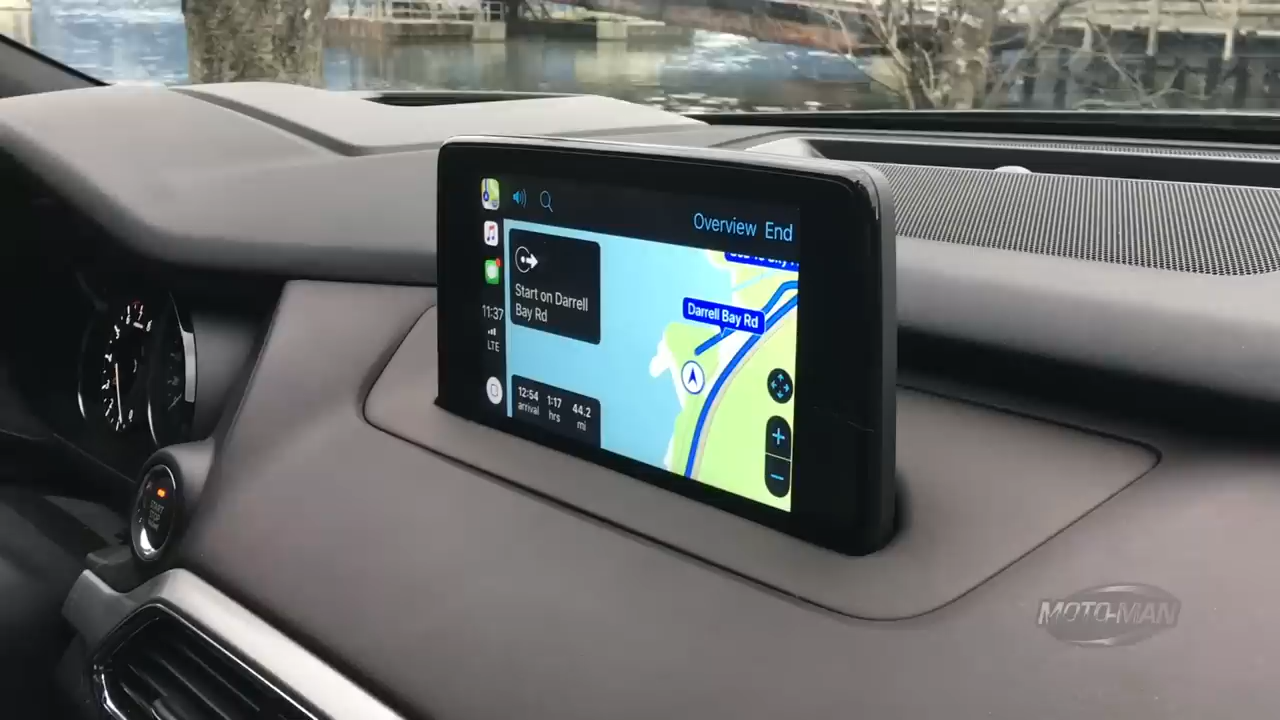 Overview End
Start on Darrell
Bay Rd
Darrell Bay Rd
11:37
LTE
12:54 1:17 44.2
arrival hrs mi
MOTO-MAN